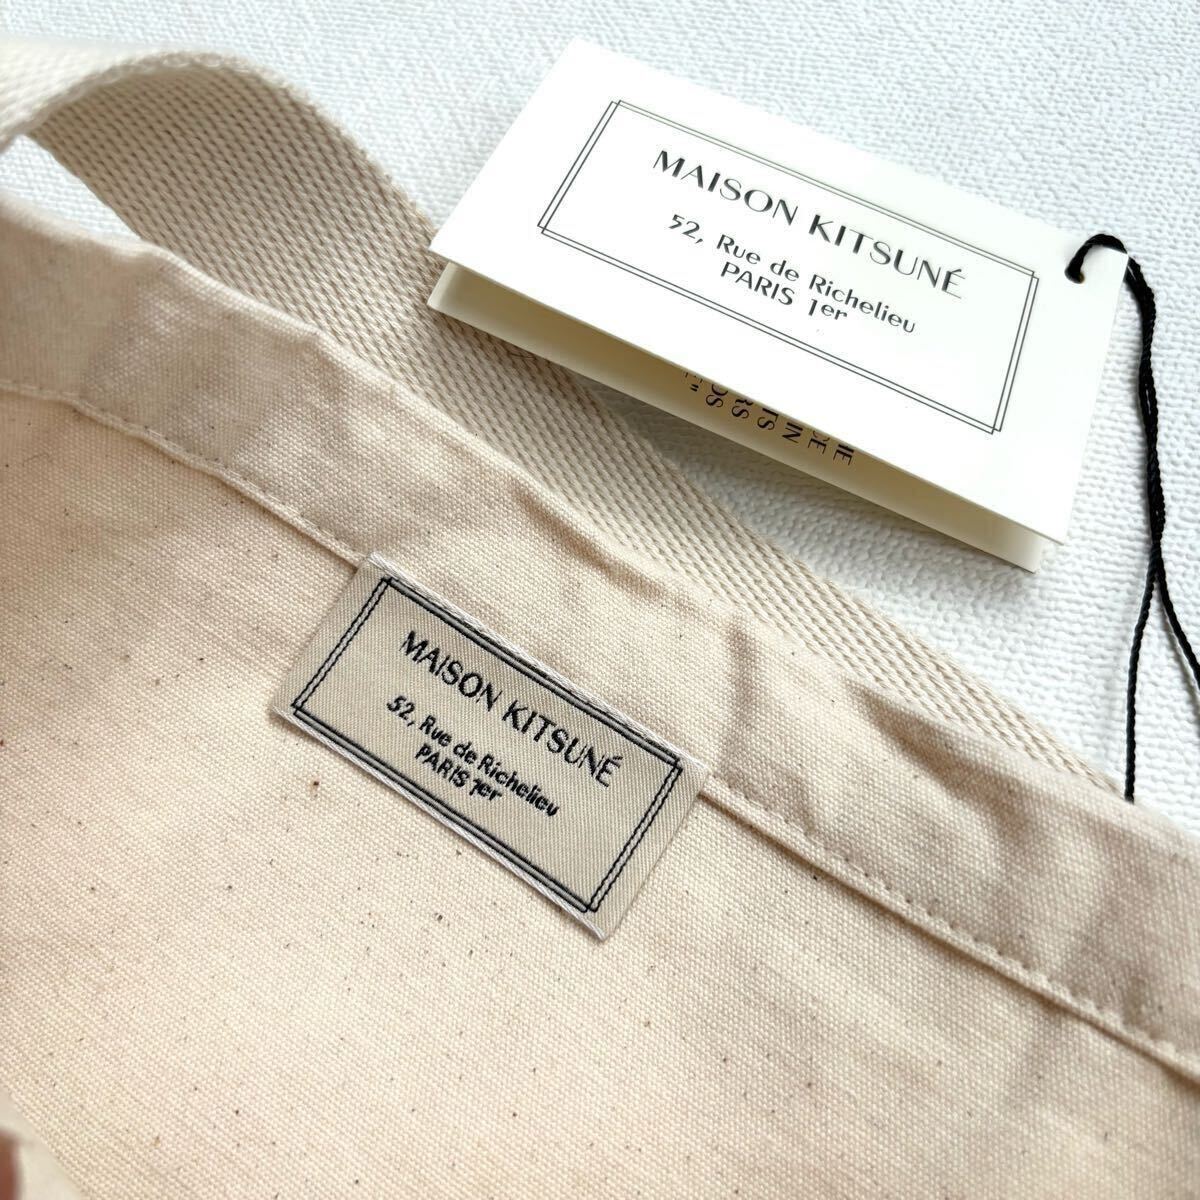 MAISON KITSUNÉ
52, Rue de Richelieu
PARIS 1er
MAISON KITSUNÉ
52, Rue de Richelieu
PARIS 1er